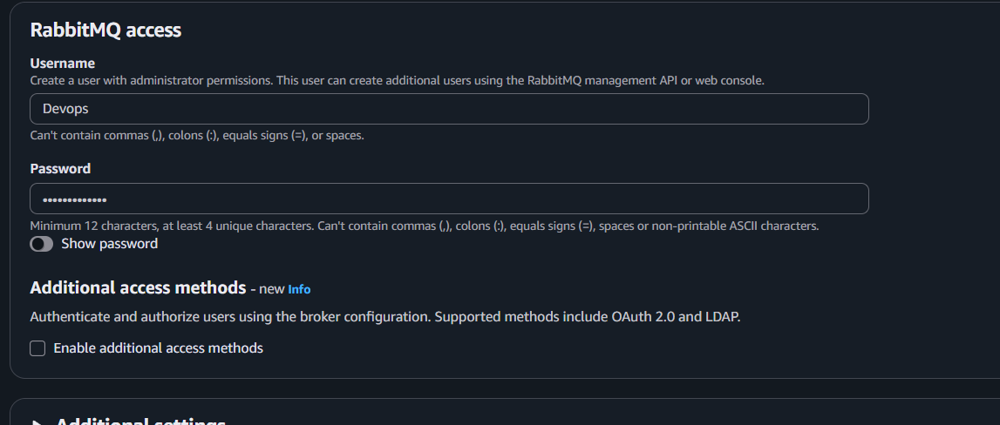 RabbitMQ access
Username
Create a user with administrator permissions. This user can create additional users using the RabbitMQ management API or web console.
Devops
Can't contain commas (,), colons (:), equals signs (=), or spaces.
Password
•••••••••••••
Minimum 12 characters, at least 4 unique characters. Can't contain commas (,), colons (:), equals signs (=), spaces or non-printable ASCII characters.
Show password
Additional access methods - new Info
Authenticate and authorize users using the broker configuration. Supported methods include OAuth 2.0 and LDAP.
Enable additional access methods
Additional settings